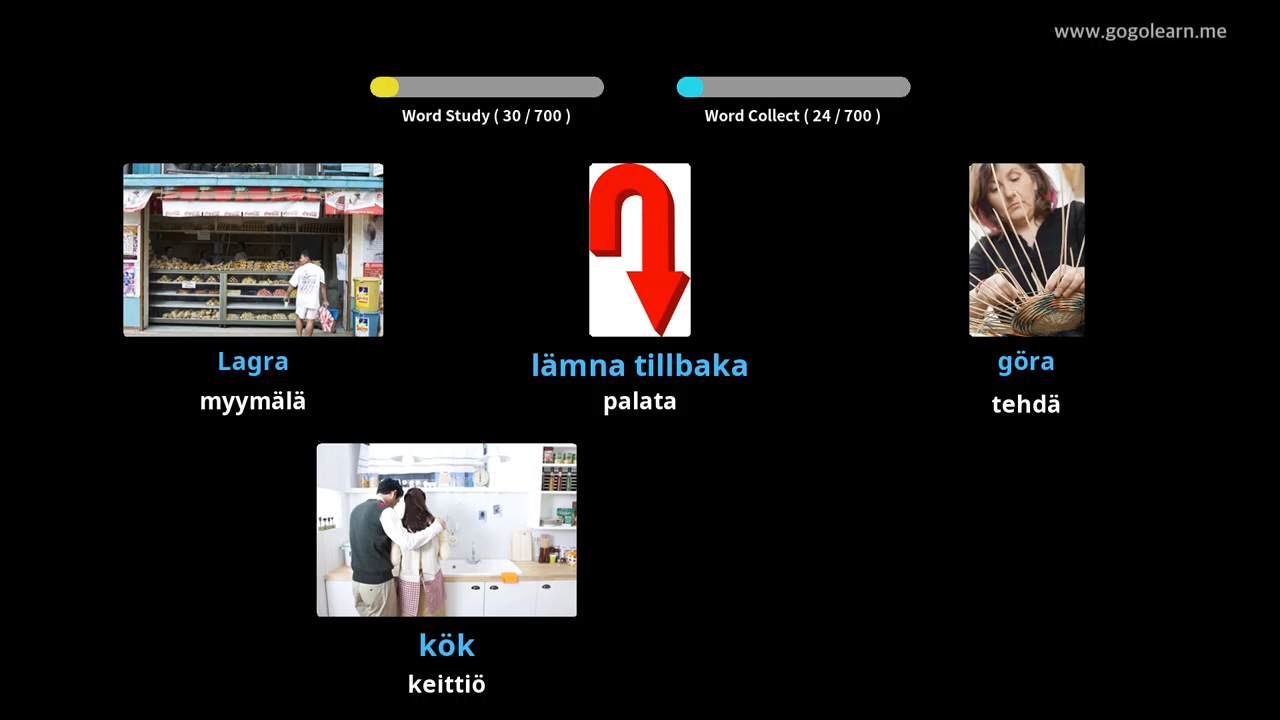 www.gogolearn.me
Word Study ( 30 / 700 )
Word Collect ( 24 / 700 )
Lagra
myymälä
lämna tillbaka
palata
göra
tehdä
kök
keittiö